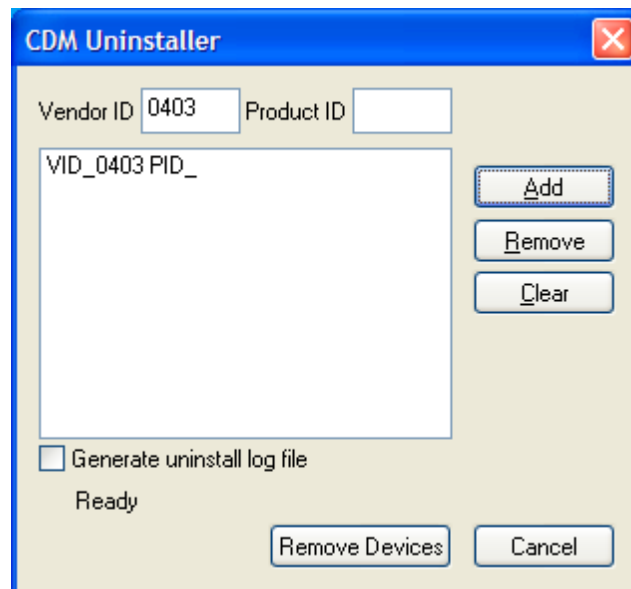 CDM Uninstaller
Vendor ID 0403 Product ID
VID_0403 PID_
Add
Remove
Clear
Generate uninstall log file
Ready
Remove Devices Cancel